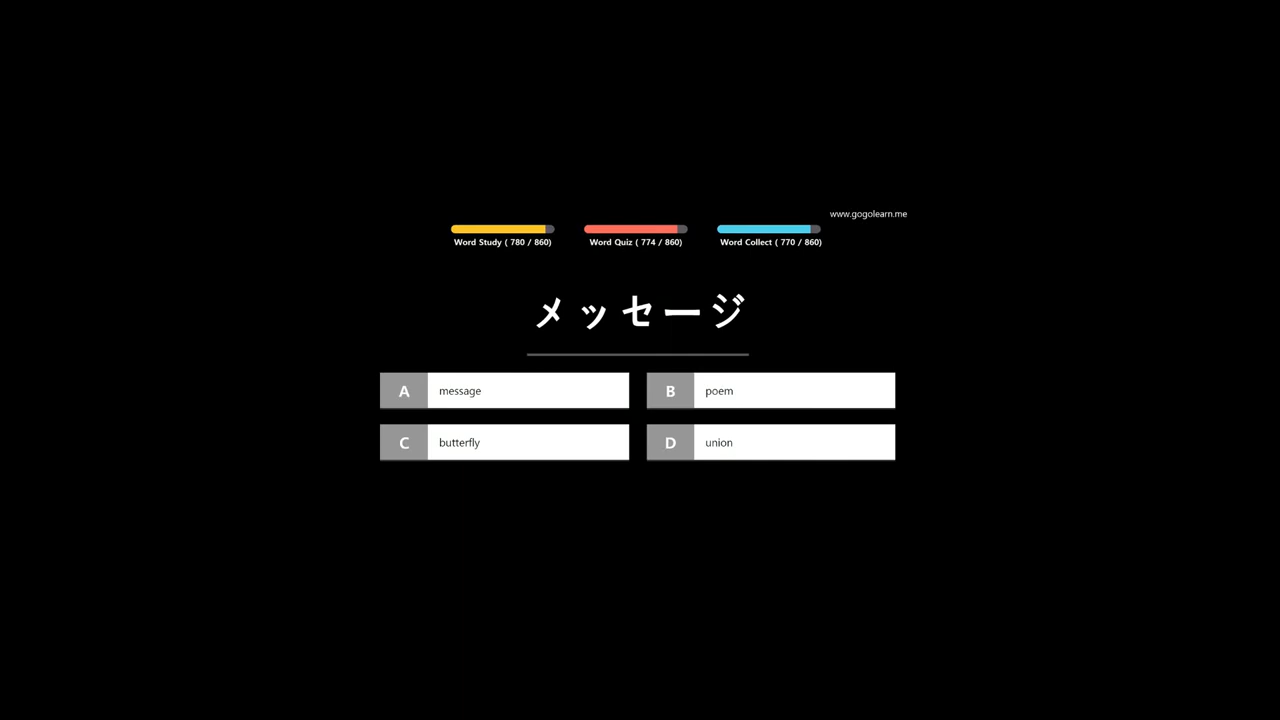 www.gogolearn.me
Word Study ( 780 / 860) Word Quiz ( 774 / 860) Word Collect ( 770 / 860)
メッセージ
A message B poem
C butterfly D union